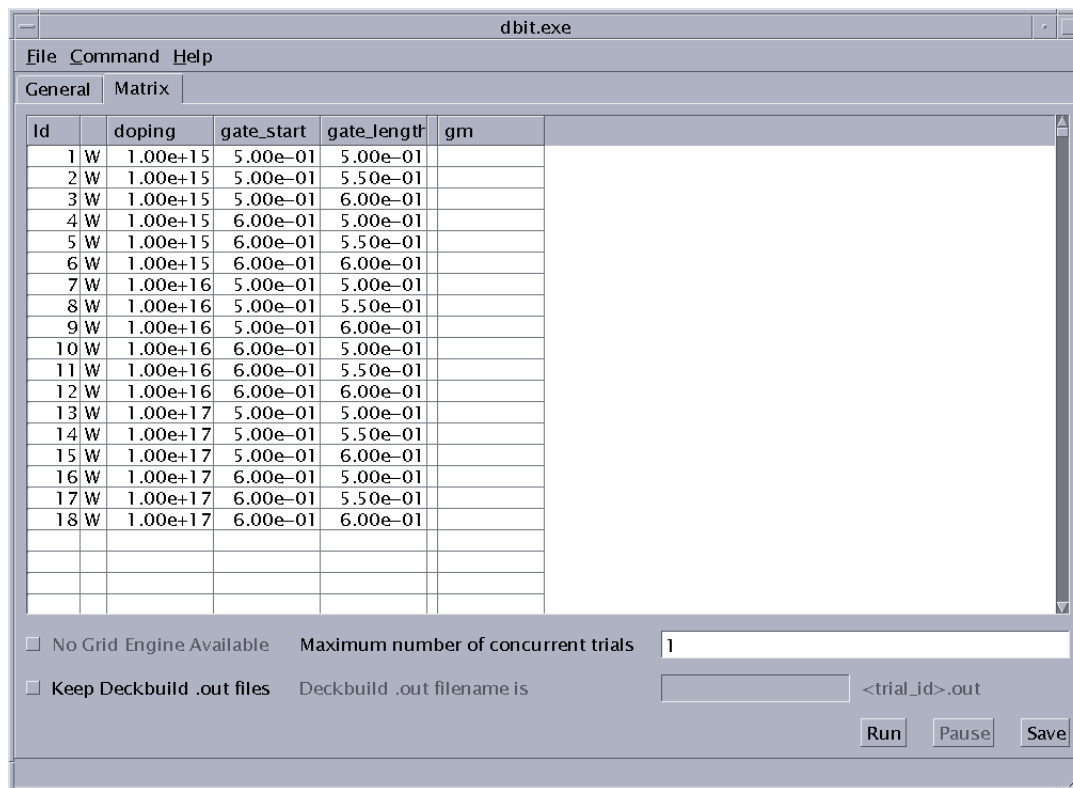 dbit.exe
File Command Help
General Matrix
Id doping gate_start gate_length gm
1 W 1.00e+15 5.00e−01 5.00e−01
2 W 1.00e+15 5.00e−01 5.50e−01
3 W 1.00e+15 5.00e−01 6.00e−01
4 W 1.00e+15 6.00e−01 5.00e−01
5 W 1.00e+15 6.00e−01 5.50e−01
6 W 1.00e+15 6.00e−01 6.00e−01
7 W 1.00e+16 5.00e−01 5.00e−01
8 W 1.00e+16 5.00e−01 5.50e−01
9 W 1.00e+16 5.00e−01 6.00e−01
10 W 1.00e+16 6.00e−01 5.00e−01
11 W 1.00e+16 6.00e−01 5.50e−01
12 W 1.00e+16 6.00e−01 6.00e−01
13 W 1.00e+17 5.00e−01 5.00e−01
14 W 1.00e+17 5.00e−01 5.50e−01
15 W 1.00e+17 5.00e−01 6.00e−01
16 W 1.00e+17 6.00e−01 5.00e−01
17 W 1.00e+17 6.00e−01 5.50e−01
18 W 1.00e+17 6.00e−01 6.00e−01
No Grid Engine Available Maximum number of concurrent trials 1
Keep Deckbuild .out files Deckbuild .out filename is <trial_id>.out
Run Pause Save